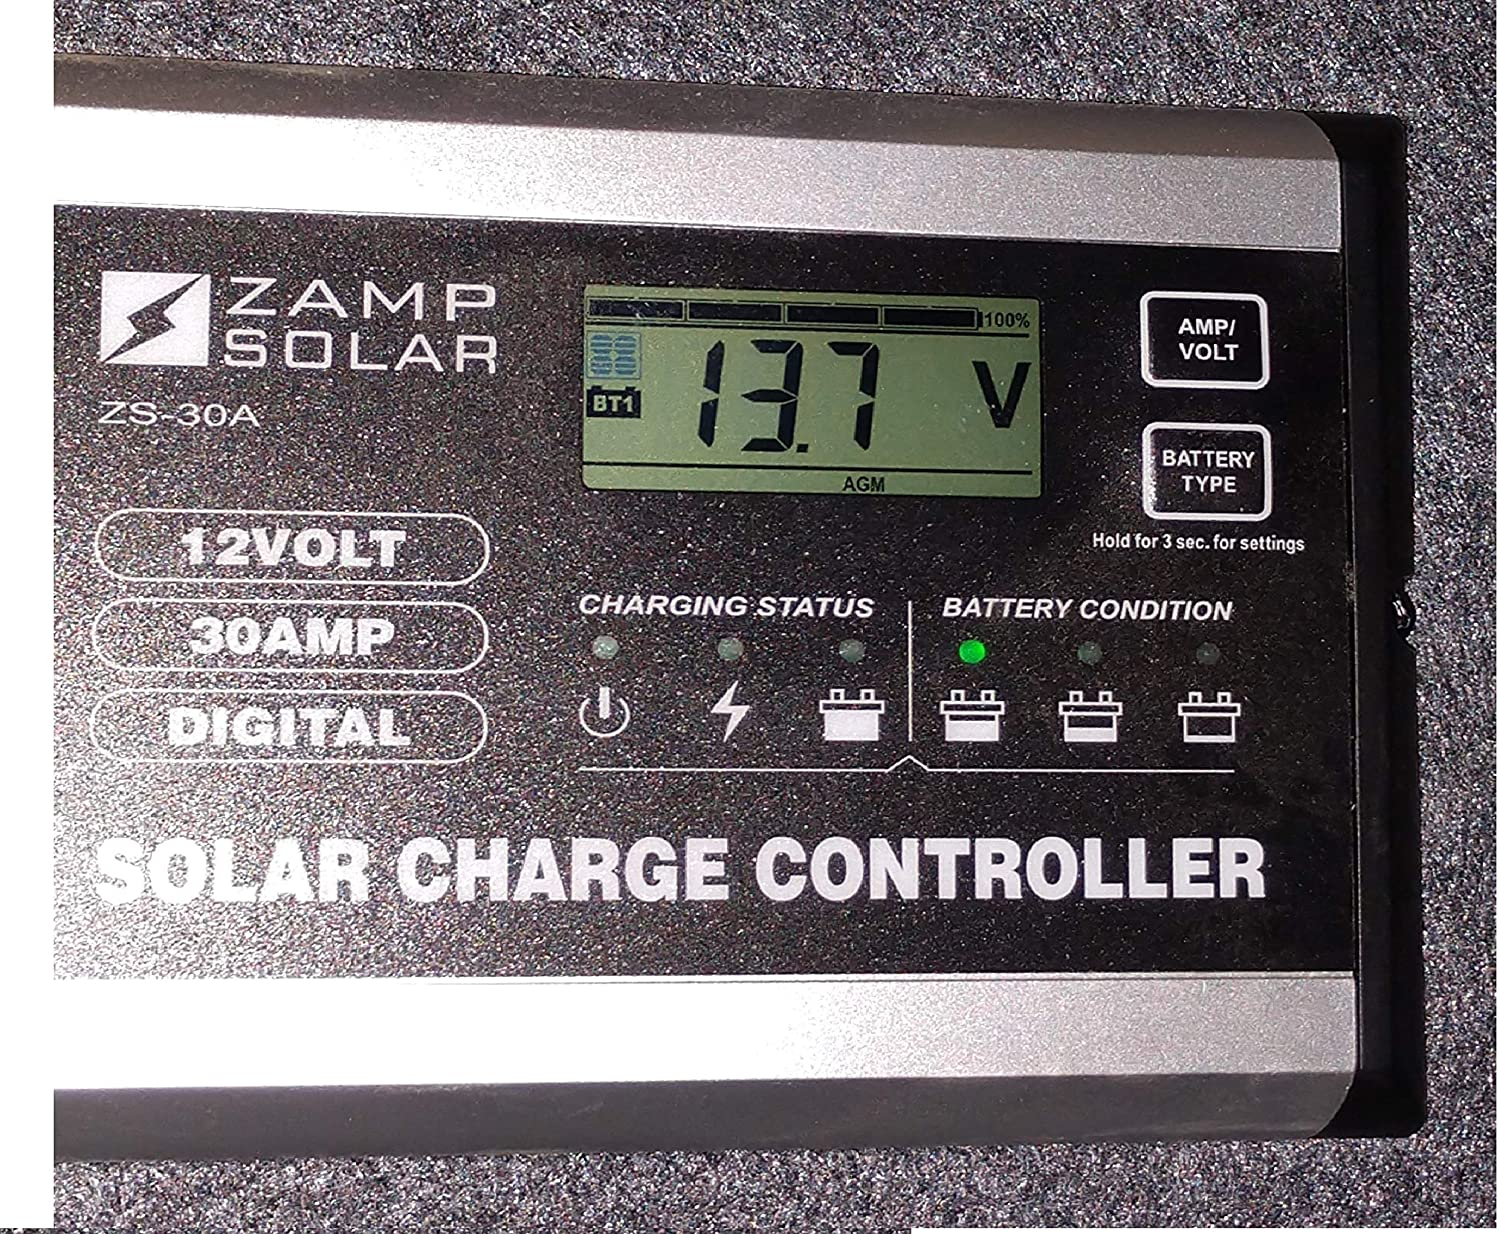 ZAMP
SOLAR
ZS-30A
12VOLT
30AMP
DIGITAL
100%
BT1
13.7 V
AGM
AMP/
VOLT
BATTERY
TYPE
Hold for 3 sec. for settings
CHARGING STATUS
BATTERY CONDITION
SOLAR CHARGE CONTROLLER